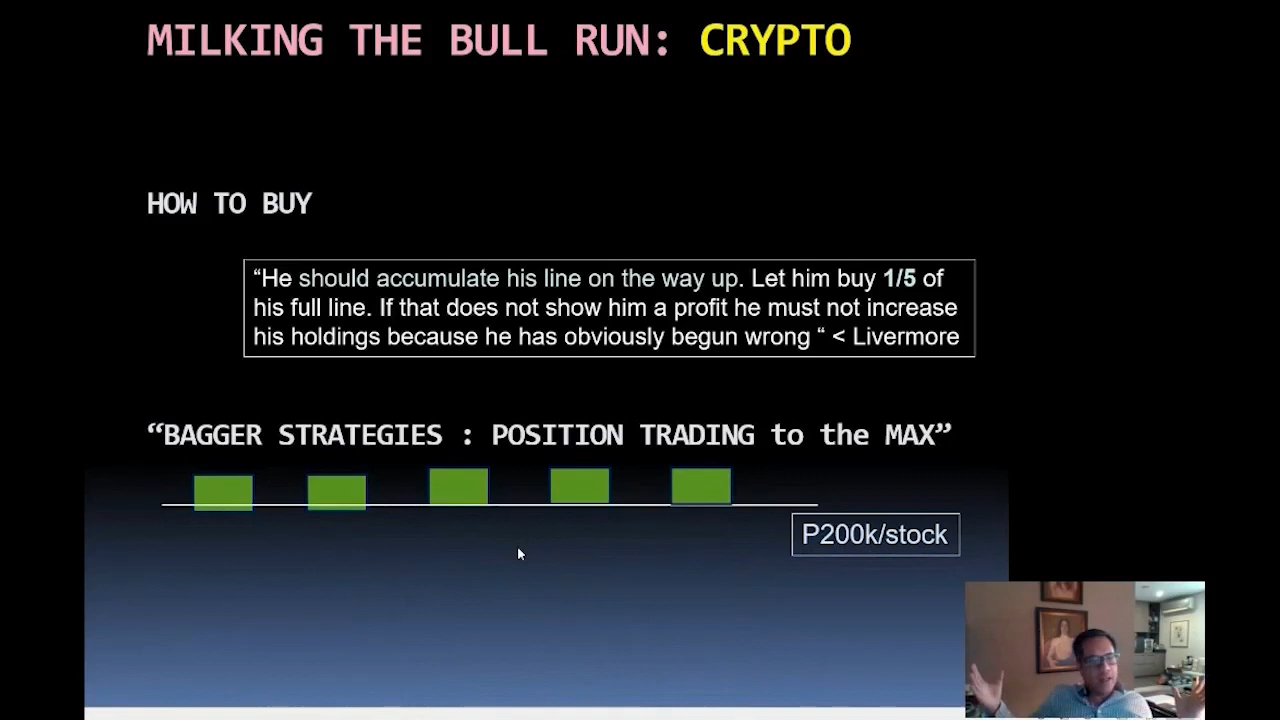 MILKING THE BULL RUN: CRYPTO
HOW TO BUY
“He should accumulate his line on the way up. Let him buy 1/5 of
his full line. If that does not show him a profit he must not increase
his holdings because he has obviously begun wrong “ < Livermore
“BAGGER STRATEGIES : POSITION TRADING to the MAX”
P200k/stock